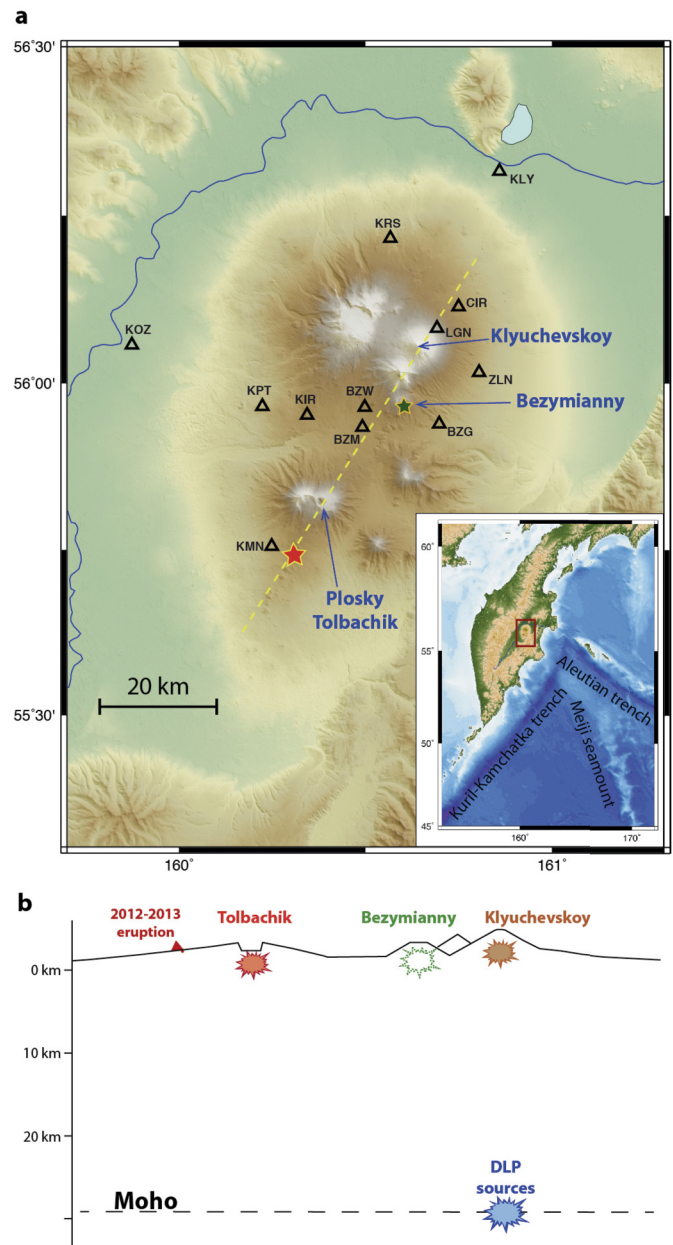 a
56˚30'
KLY
KRS
CIR
KOZ
LGN
Klyuchevskoy
56˚00'
ZLN
KPT
KIR
BZW
Bezymianny
BZM
BZG
KMN
Plosky
Tolbachik
20 km
55˚30'
160˚
161˚
60˚
55˚
50˚
45˚
160˚
170˚
Aleutian trench
Kuril-Kamchatka trench
Meiji seamount
b
2012-2013
eruption
Tolbachik
Bezymianny
Klyuchevskoy
0 km
10 km
20 km
DLP
sources
Moho